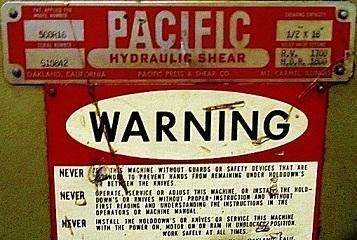 PAT. APPLIED FOR
MODEL NUMBER
500R16
SERIAL NUMBER
S10842
OAKLAND, CALIFORNIA
PACIFIC
HYDRAULIC SHEAR
PACIFIC PRESS & SHEAR CO.
SHEARING CAPACITY
1/2 X 16
R.V. 1700
MT. CARMEL, ILLINOIS
WARNING
NEVER THIS MACHINE WITHOUT GUARDS OR SAFETY DEVICES THAT ARE
TO PREVENT HANDS FROM REMAINING UNDER HOLDDOWN'S
BETWEEN THE KNIVES.
NEVER OPERATE, SERVICE OR ADJUST THIS MACHINE, OR INSTALL THE HOLD-
DOWN'S OR KNIVES WITHOUT PROPER INSTRUCTION AND WITHOUT
FIRST READING AND UNDERSTANDING THE INSTRUCTIONS IN THE
OPERATORS OR MACHINE MANUAL.
NEVER INSTALL THE HOLDDOWN'S OR KNIVES OR SERVICE THIS MACHINE
WITH THE POWER ON, MOTOR ON OR RAM IN UNBLOCKED POSITION.
WORK SAFELY AT ALL TIMES.